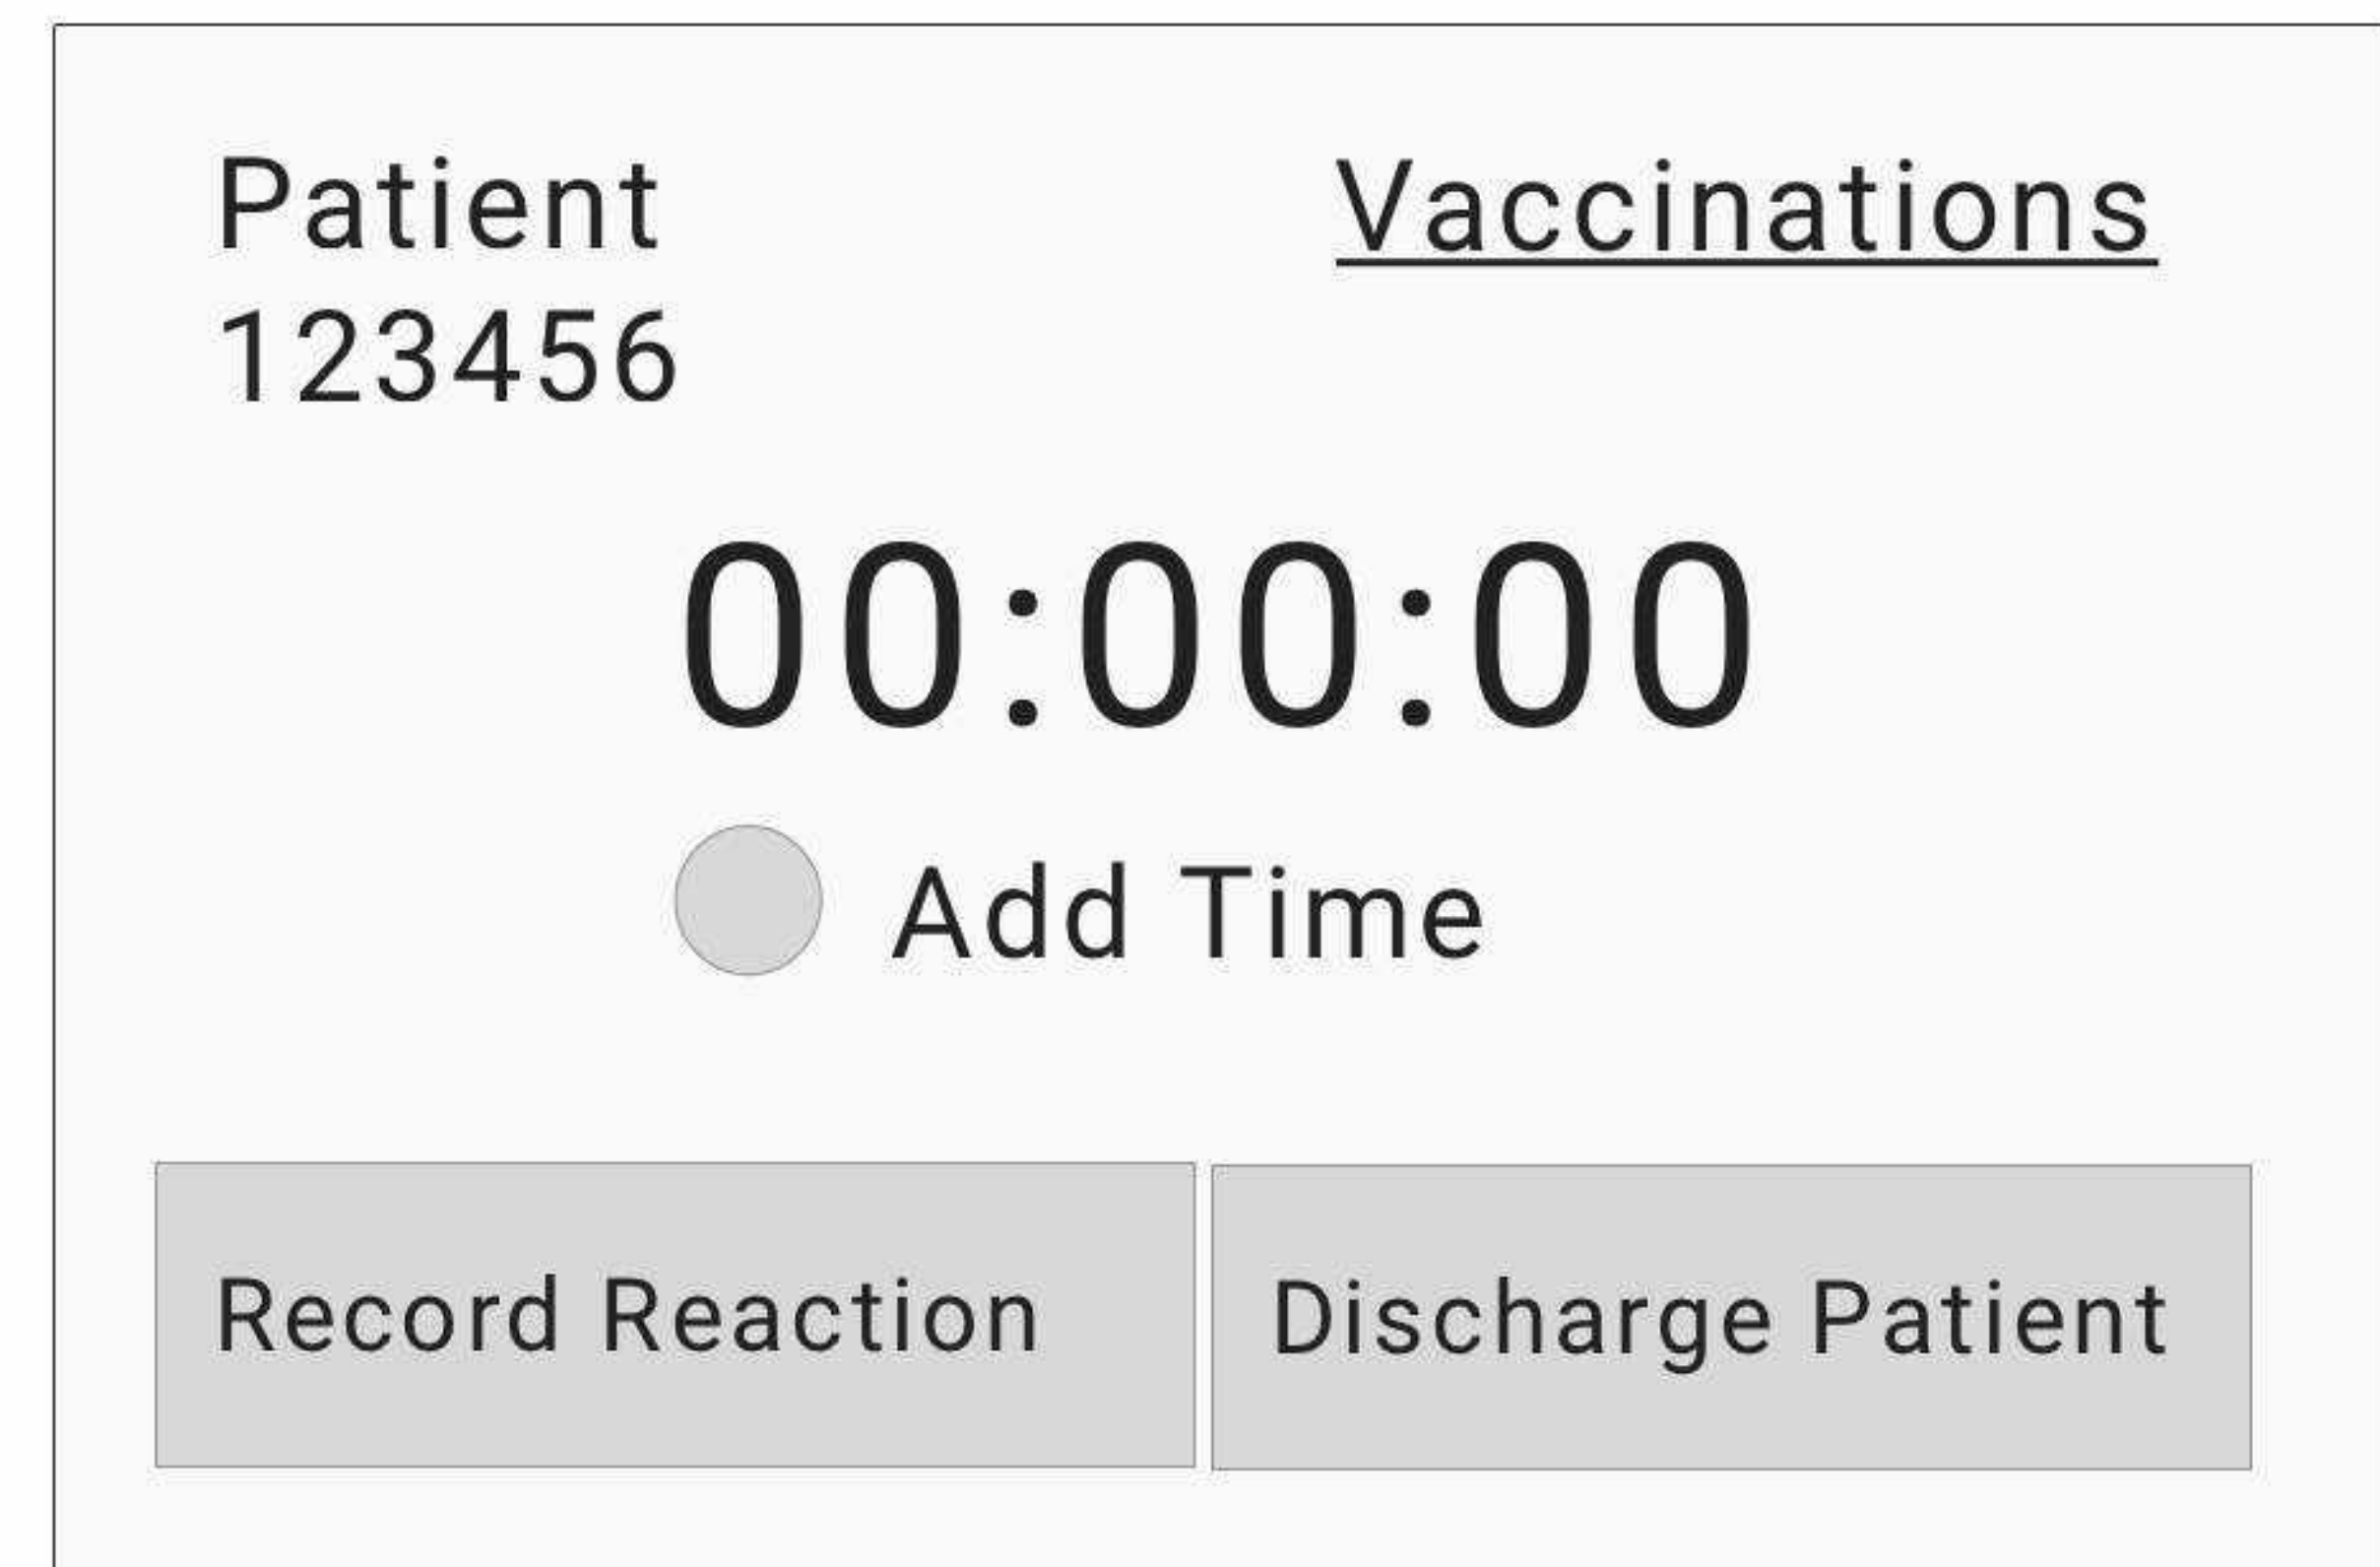 Patient
123456
Vaccinations
00:00:00
Add Time
Record Reaction
Discharge Patient